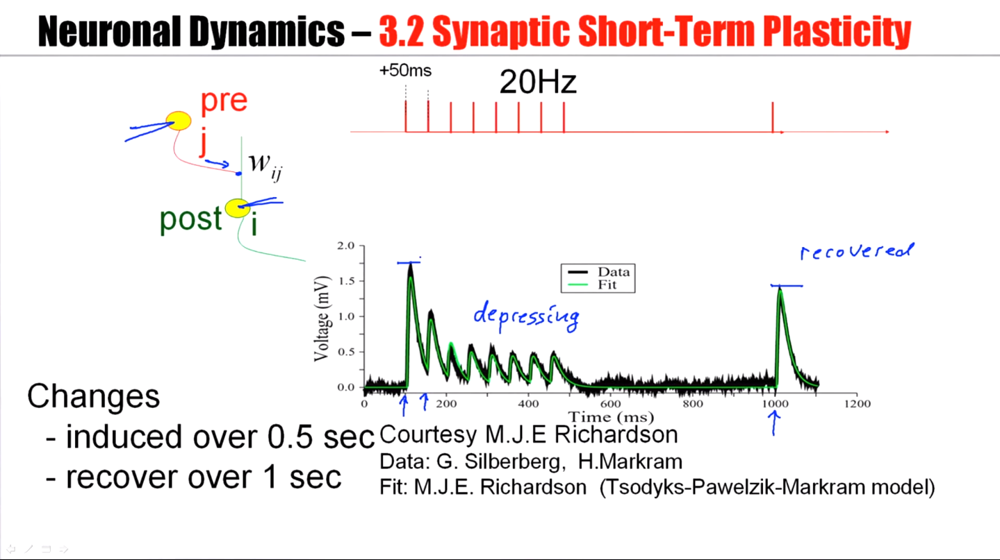 Neuronal Dynamics – 3.2 Synaptic Short-Term Plasticity
+50ms
20Hz
pre
j
wij
post i
2.0
1.5
1.0
0.5
0.0
Voltage (mV)
Data
Fit
depressing
recovered
0 200 400 600 800 1000 1200
Time (ms)
Changes
- induced over 0.5 sec
- recover over 1 sec
Courtesy M.J.E Richardson
Data: G. Silberberg, H.Markram
Fit: M.J.E. Richardson (Tsodyks-Pawelzik-Markram model)